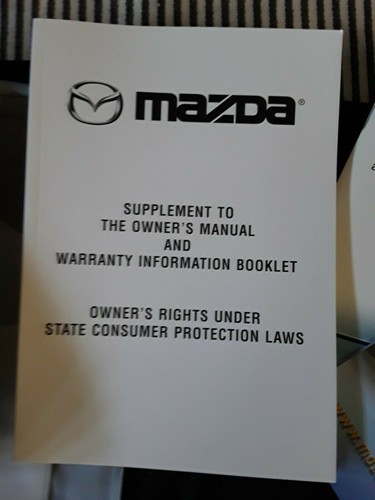 mazda®
SUPPLEMENT TO
THE OWNER'S MANUAL
AND
WARRANTY INFORMATION BOOKLET
OWNER'S RIGHTS UNDER
STATE CONSUMER PROTECTION LAWS